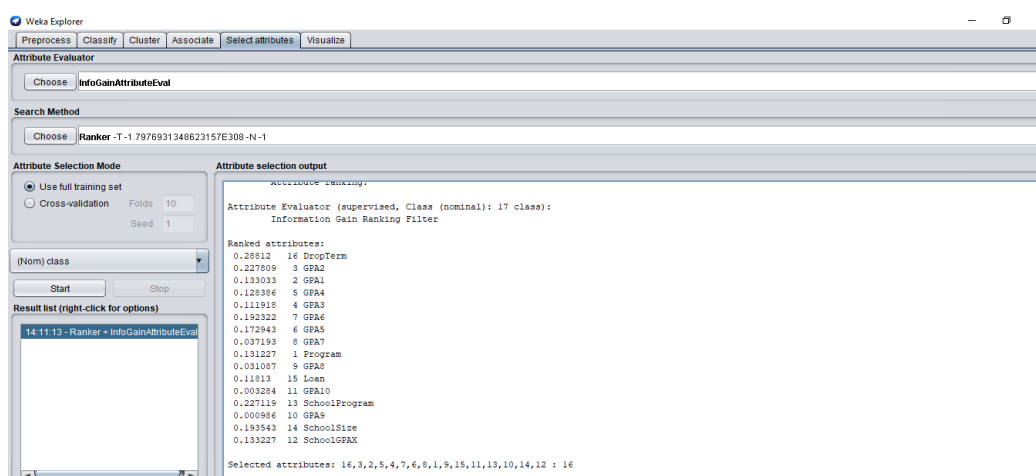 Weka Explorer
Preprocess Classify Cluster Associate Select attributes Visualize
Attribute Evaluator
Choose InfoGainAttributeEval
Search Method
Choose Ranker -T -1.7976931348623157E308 -N -1
Attribute Selection Mode
Use full training set
Cross-validation Folds 10
Seed 1
(Nom) class
Start Stop
Result list (right-click for options)
14:11:13 - Ranker + InfoGainAttributeEval
Attribute selection output
Attribute ranking.
Attribute Evaluator (supervised, Class (nominal): 17 class):
Information Gain Ranking Filter
Ranked attributes:
0.28812 16 DropTerm
0.227809 3 GPA2
0.133033 2 GPA1
0.128386 5 GPA4
0.111918 4 GPA3
0.192322 7 GPA6
0.172943 6 GPA5
0.037193 8 GPA7
0.131227 1 Program
0.031087 9 GPA8
0.11813 15 Loan
0.003284 11 GPA10
0.227119 13 SchoolProgram
0.000986 10 GPA9
0.193543 14 SchoolSize
0.133227 12 SchoolGPAX
Selected attributes: 16,3,2,5,4,7,6,8,1,9,15,11,13,10,14,12 : 16